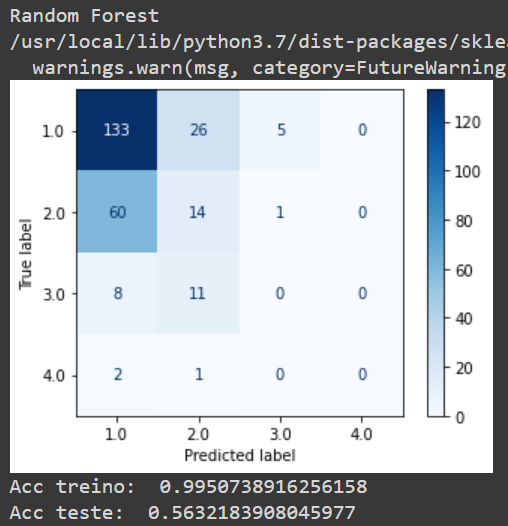 Random Forest
/usr/local/lib/python3.7/dist-packages/sklea
warnings.warn(msg, category=FutureWarning
1.0 133 26 5 0 120
100
2.0 60 14 1 0 80
True label
60
3.0 8 11 0 0 40
20
4.0 2 1 0 0
0
1.0 2.0 3.0 4.0
Predicted label
Acc treino: 0.9950738916256158
Acc teste: 0.5632183908045977